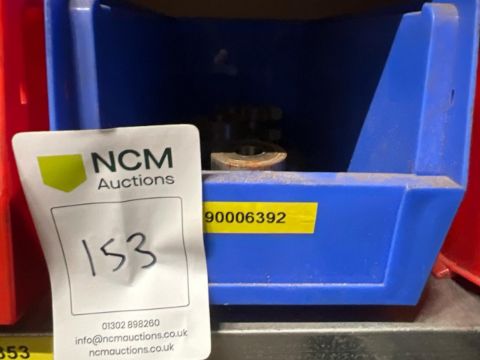 NCM
Auctions
153
01302 898260
info@ncmauctions.co.uk
ncmauctions.co.uk
90006392
353